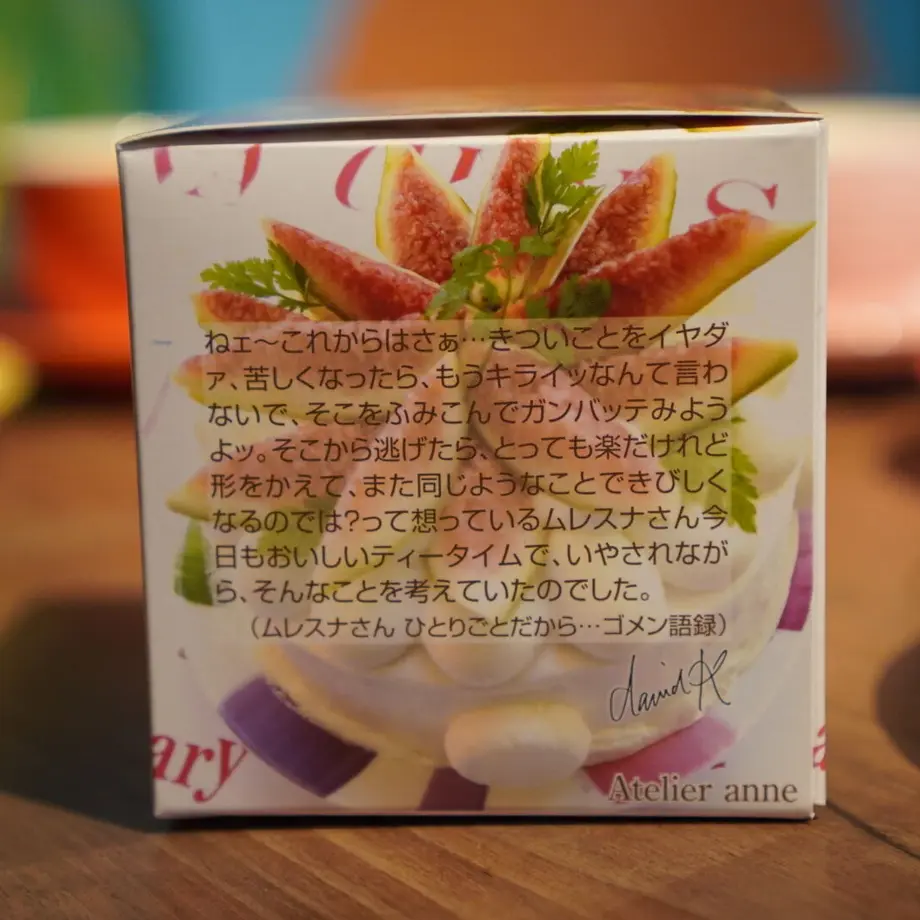 ねェ〜これからはさぁ…きついことをイヤダ
ァ、苦しくなったら、もうキライッなんて言わ
ないで、そこをふみこんでガンバッテみよう
よッ。そこから逃げたら、とっても楽だけれど
形をかえて、また同じようなことできびしく
なるのでは?って想っているムレスナさん今
日もおいしいティータイムで、いやされなが
ら、そんなことを考えていたのでした。
(ムレスナさん ひとりごとだから…ゴメン語録)
david K
ary
Atelier anne